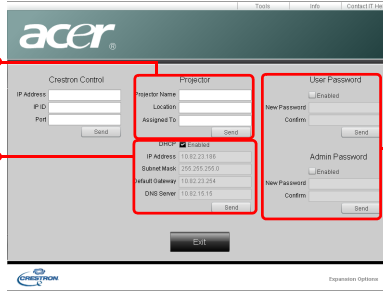 Tools Info Contact IT He
acer
Crestron Control
IP Address
IP ID
Port
Send
Projector
Projector Name
Location
Assigned To
Send
DHCP Enabled
IP Address 10.82.23.188
Subnet Mask 255.255.255.0
Default Gateway 10.82.23.254
DNS Server 10.82.15.15
Send
User Password
Enabled
New Password
Confirm
Send
Admin Password
Enabled
New Password
Confirm
Send
Exit
CRESTRON
Expansion Options